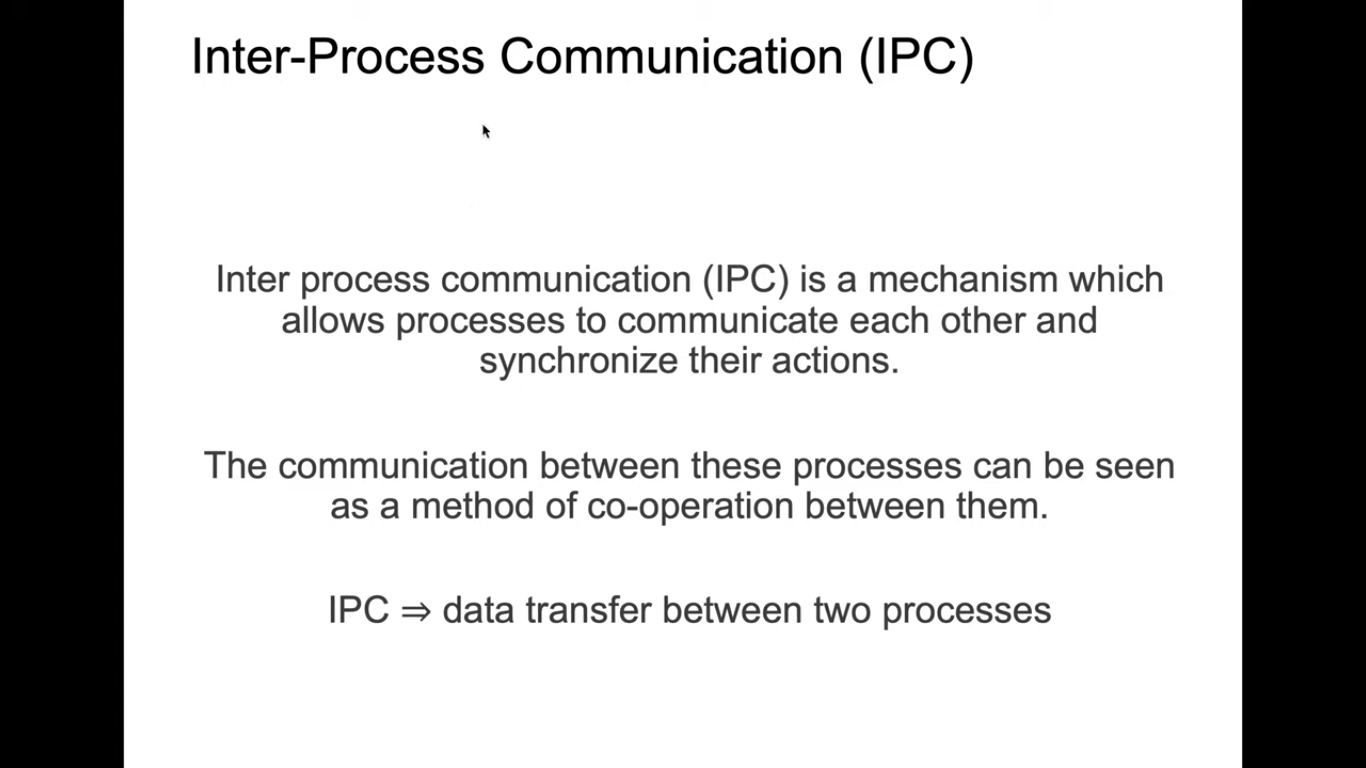 Inter-Process Communication (IPC)
Inter process communication (IPC) is a mechanism which
allows processes to communicate each other and
synchronize their actions.
The communication between these processes can be seen
as a method of co-operation between them.
IPC ⇒ data transfer between two processes